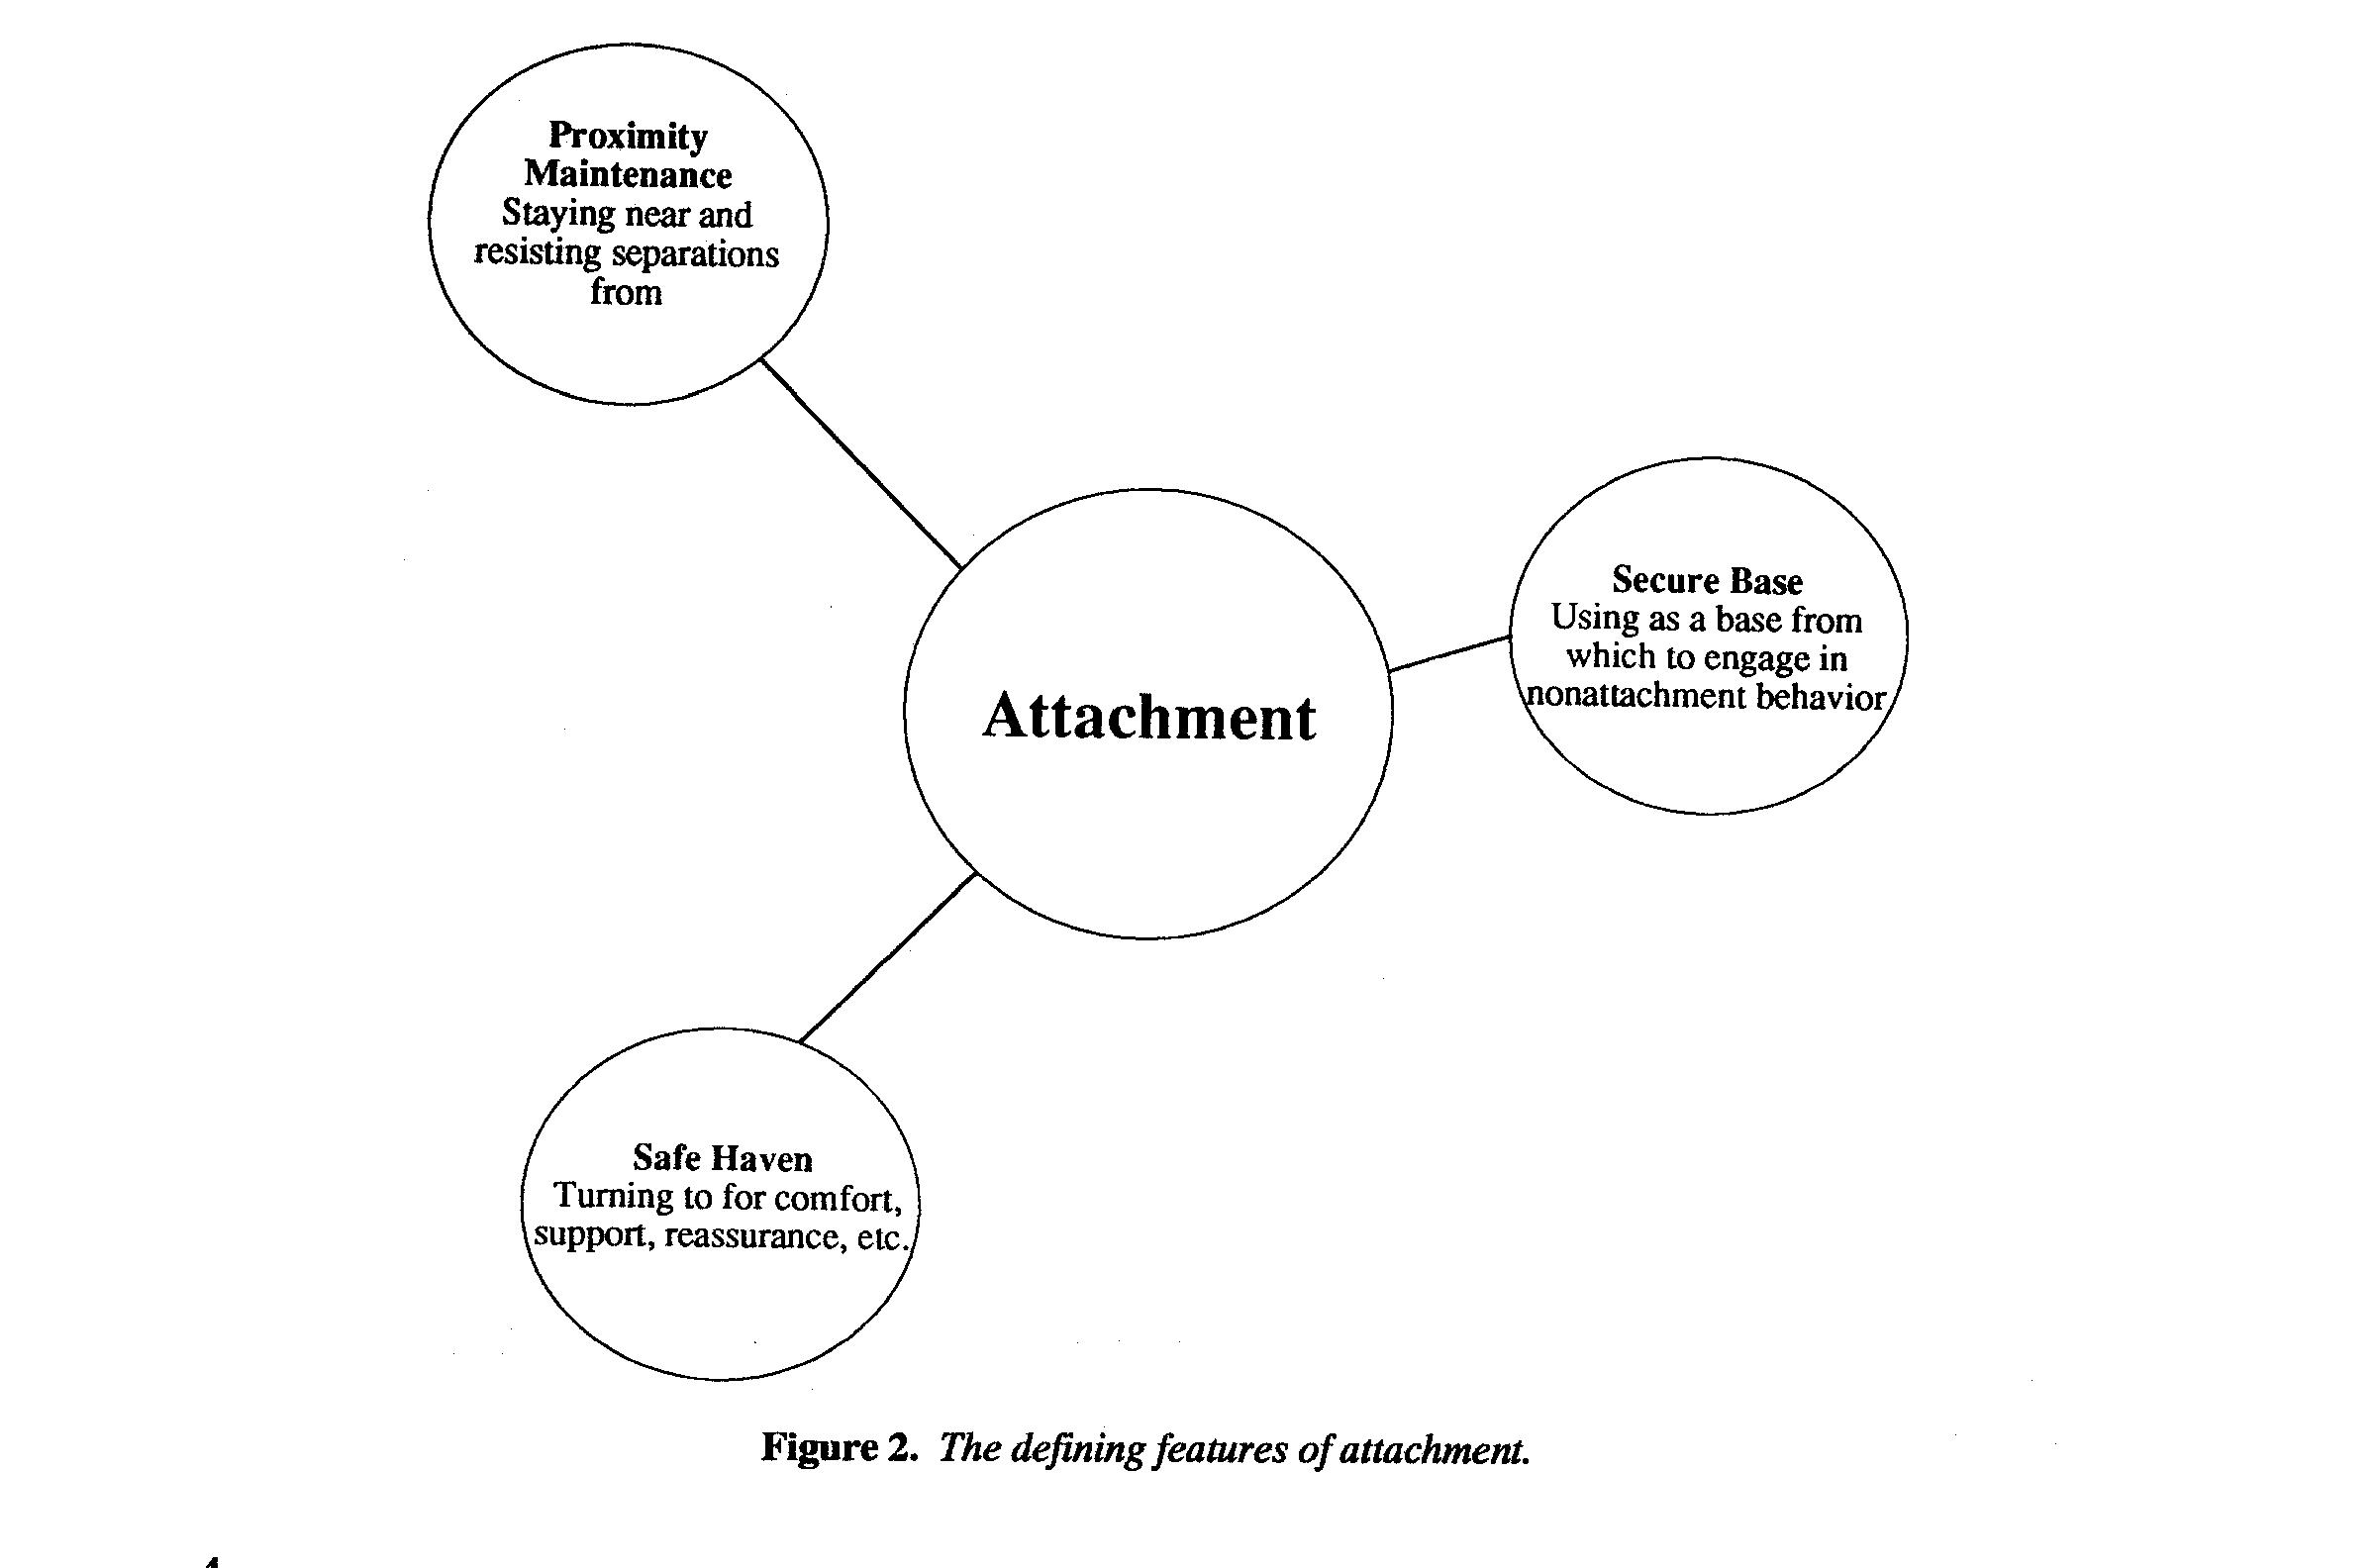 Proximity
Maintenance
Staying near and
resisting separations
from
Secure Base
Using as a base from
which to engage in
nonattachment behavior
Attachment
Safe Haven
Turning to for comfort,
support, reassurance, etc.
Figure 2. The defining features of attachment.